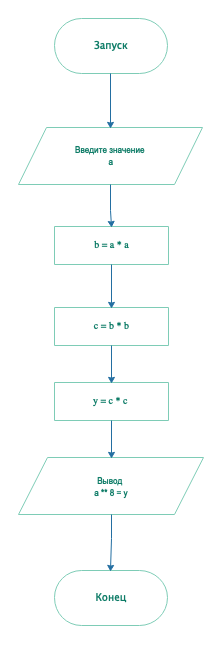 Запуск
Введите значение
a
b = a * a
c = b * b
y = c * c
Вывод
a ** 8 = y
Конец